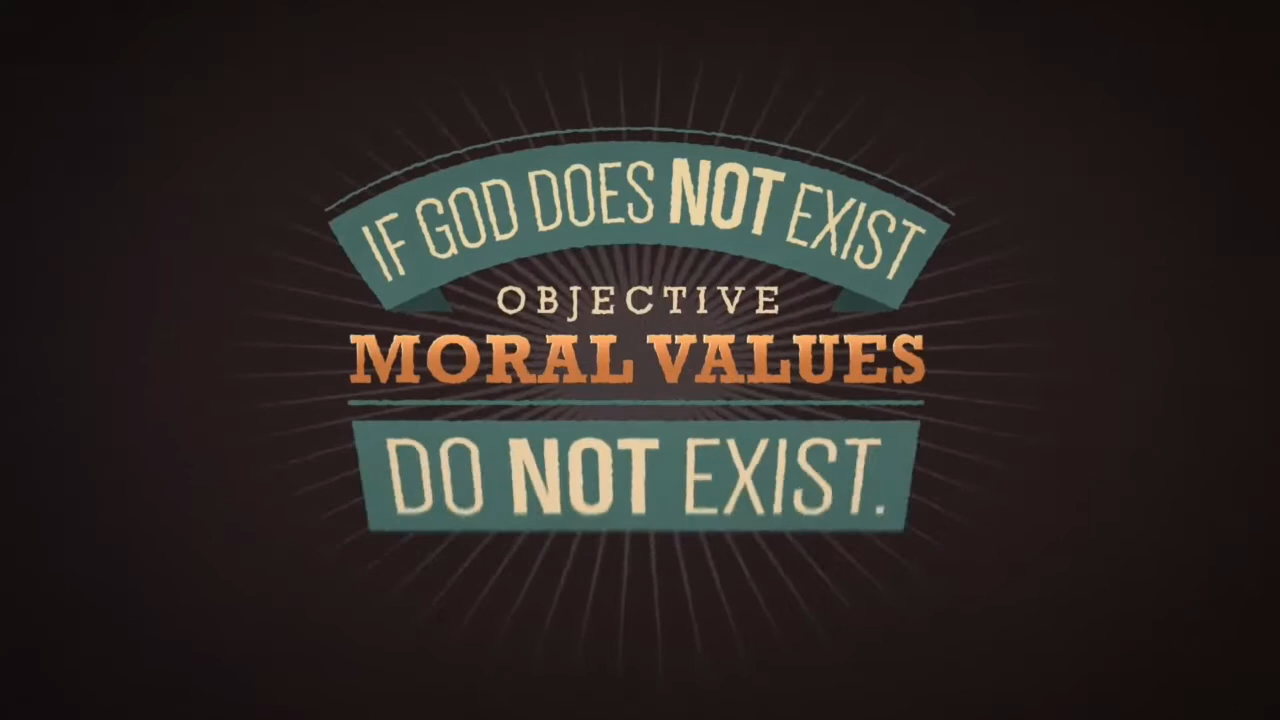 IF GOD DOES NOT EXIST
OBJECTIVE
MORAL VALUES
DO NOT EXIST.